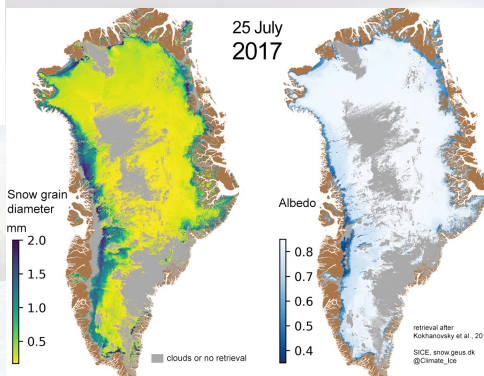 25 July
2017
Snow grain
diameter
mm
2.0
1.5
1.0
0.5
clouds or no retrieval
Albedo
0.8
0.7
0.6
0.5
0.4
retrieval after
Kokhanovsky et al., 20
SICE, snow.geus.dk
@Climate_Ice